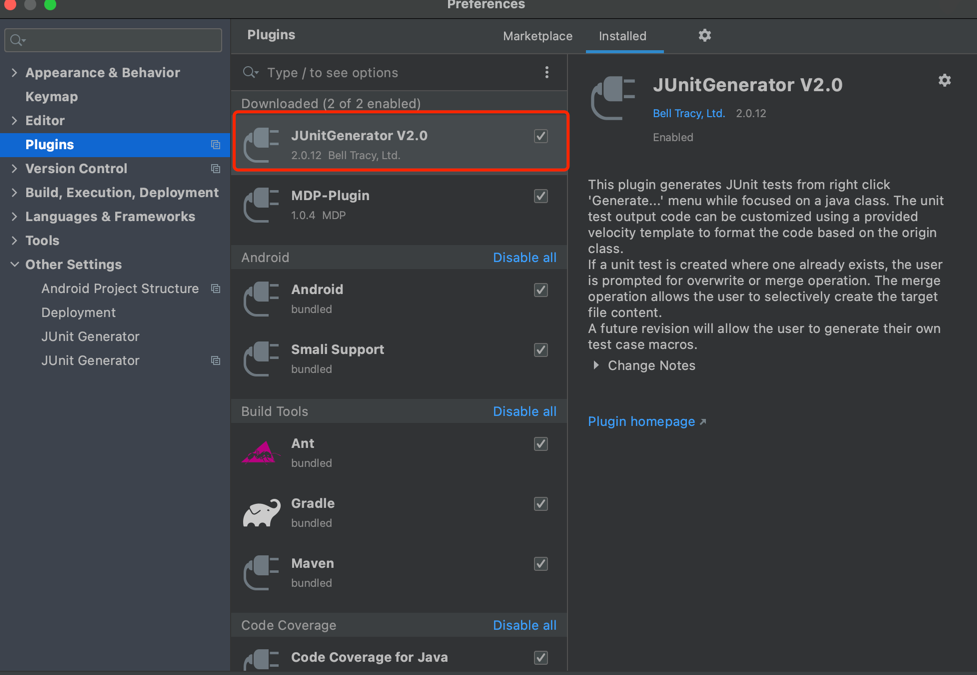 Preferences
Appearance & Behavior
Keymap
Editor
Plugins
Version Control
Build, Execution, Deployment
Languages & Frameworks
Tools
Other Settings
Android Project Structure
Deployment
JUnit Generator
JUnit Generator
Plugins
Marketplace
Installed
Type / to see options
Downloaded (2 of 2 enabled)
JUnitGenerator V2.0
2.0.12 Bell Tracy, Ltd.
MDP-Plugin
1.0.4 MDP
Android Disable all
Android
bundled
Smali Support
bundled
Build Tools Disable all
Ant
bundled
Gradle
bundled
Maven
bundled
Code Coverage Disable all
Code Coverage for Java
JUnitGenerator V2.0
Bell Tracy, Ltd. 2.0.12
Enabled
This plugin generates JUnit tests from right click
'Generate...' menu while focused on a java class. The unit
test output code can be customized using a provided
velocity template to format the code based on the origin
class.
If a unit test is created where one already exists, the user
is prompted for overwrite or merge operation. The merge
operation allows the user to selectively create the target
file content.
A future revision will allow the user to generate their own
test case macros.
Change Notes
Plugin homepage